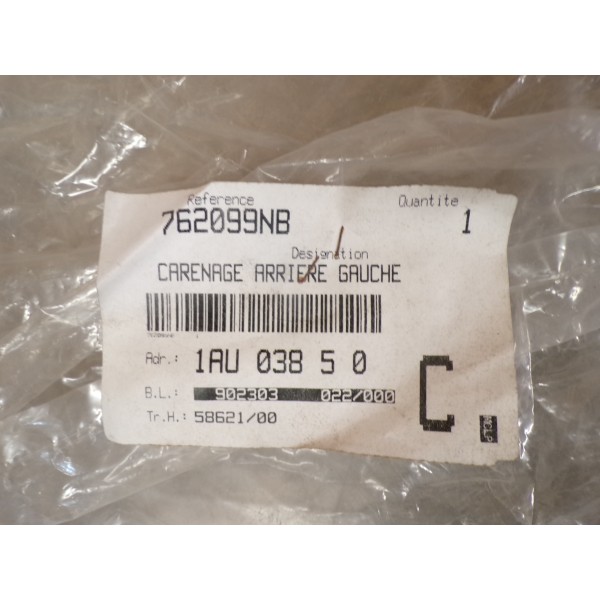 Reference Quantite
762099NB 1
Designation
CARENAGE ARRIERE GAUCHE
Adr.: 1AU 038 5 0
B.L.: 902303 022/000
Tr.H.: 58621/00
C